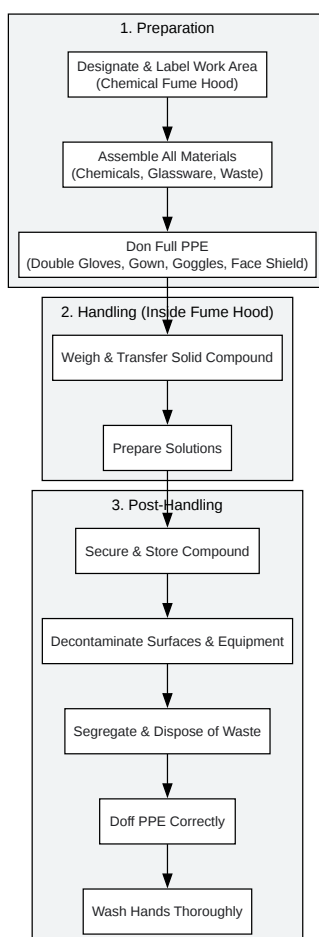 1. Preparation
Designate & Label Work Area
(Chemical Fume Hood)
Assemble All Materials
(Chemicals, Glassware, Waste)
Don Full PPE
(Double Gloves, Gown, Goggles, Face Shield)
2. Handling (Inside Fume Hood)
Weigh & Transfer Solid Compound
Prepare Solutions
3. Post-Handling
Secure & Store Compound
Decontaminate Surfaces & Equipment
Segregate & Dispose of Waste
Doff PPE Correctly
Wash Hands Thoroughly